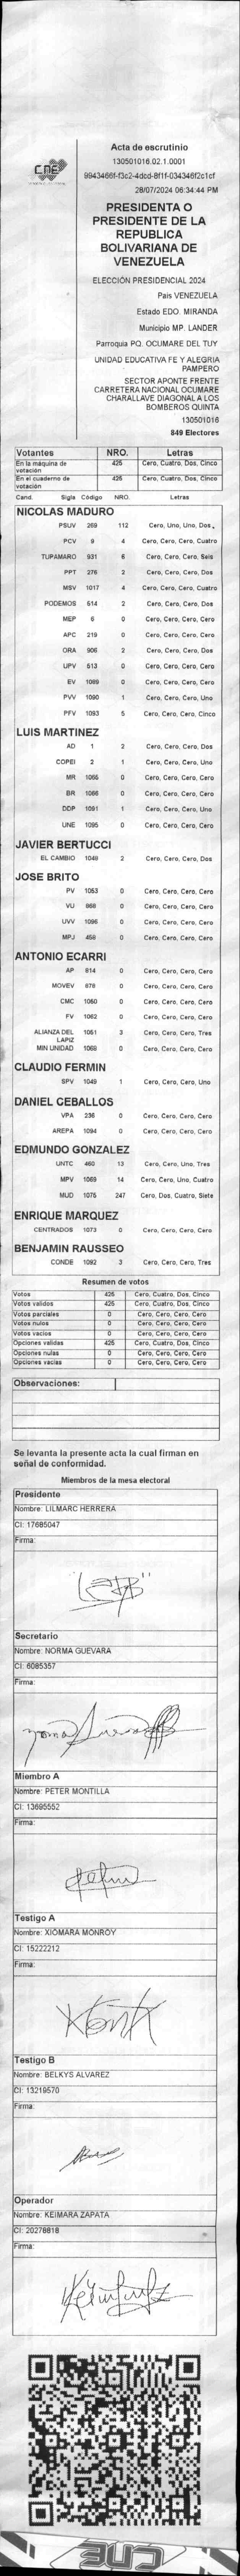 CNE
Acta de escrutinio
130501016.02.1.0001
9943466f-f3c2-4dcd-8f1f-034346f2c1cf
28/07/2024 06:34:44 PM
PRESIDENTA O
PRESIDENTE DE LA
REPUBLICA
BOLIVARIANA DE
VENEZUELA
ELECCIÓN PRESIDENCIAL 2024
Pais VENEZUELA
Estado EDO. MIRANDA
Municipio MP. LANDER
Parroquia PQ. OCUMARE DEL TUY
UNIDAD EDUCATIVA FE Y ALEGRIA
PAMPERO
SECTOR APONTE FRENTE
CARRETERA NACIONAL OCUMARE
CHARALLAVE DIAGONAL A LOS
BOMBEROS QUINTA
130501016
849 Electores
Votantes NRO. Letras
En la máquina de votación 425 Cero, Cuatro, Dos, Cinco
En el cuaderno de votación 425 Cero, Cuatro, Dos, Cinco
Cand. Sigla Código NRO. Letras
NICOLAS MADURO
PSUV 269 112 Cero, Uno, Uno, Dos
PCV 9 4 Cero, Cero, Cero, Cuatro
TUPAMARO 931 6 Cero, Cero, Cero, Seis
PPT 276 2 Cero, Cero, Cero, Dos
MSV 1017 4 Cero, Cero, Cero, Cuatro
PODEMOS 514 2 Cero, Cero, Cero, Dos
MEP 6 0 Cero, Cero, Cero, Cero
APC 219 0 Cero, Cero, Cero, Cero
ORA 906 2 Cero, Cero, Cero, Dos
UPV 513 0 Cero, Cero, Cero, Cero
EV 1089 0 Cero, Cero, Cero, Cero
PVV 1090 1 Cero, Cero, Cero, Uno
PFV 1093 5 Cero, Cero, Cero, Cinco
LUIS MARTINEZ
AD 1 2 Cero, Cero, Cero, Dos
COPEI 2 1 Cero, Cero, Cero, Uno
MR 1065 0 Cero, Cero, Cero, Cero
BR 1066 0 Cero, Cero, Cero, Cero
DDP 1091 1 Cero, Cero, Cero, Uno
UNE 1095 0 Cero, Cero, Cero, Cero
JAVIER BERTUCCI
EL CAMBIO 1048 2 Cero, Cero, Cero, Dos
JOSE BRITO
PV 1053 0 Cero, Cero, Cero, Cero
VU 868 0 Cero, Cero, Cero, Cero
UVV 1096 0 Cero, Cero, Cero, Cero
MPJ 458 0 Cero, Cero, Cero, Cero
ANTONIO ECARRI
AP 814 0 Cero, Cero, Cero, Cero
MOVEV 878 0 Cero, Cero, Cero, Cero
CMC 1060 0 Cero, Cero, Cero, Cero
FV 1062 0 Cero, Cero, Cero, Cero
ALIANZA DEL LAPIZ 1051 3 Cero, Cero, Cero, Tres
MIN UNIDAD 1068 0 Cero, Cero, Cero, Cero
CLAUDIO FERMIN
SPV 1049 1 Cero, Cero, Cero, Uno
DANIEL CEBALLOS
VPA 236 0 Cero, Cero, Cero, Cero
AREPA 1094 0 Cero, Cero, Cero, Cero
EDMUNDO GONZALEZ
UNTC 460 13 Cero, Cero, Uno, Tres
MPV 1069 14 Cero, Cero, Uno, Cuatro
MUD 1075 247 Cero, Dos, Cuatro, Siete
ENRIQUE MARQUEZ
CENTRADOS 1073 0 Cero, Cero, Cero, Cero
BENJAMIN RAUSSEO
CONDE 1092 3 Cero, Cero, Cero, Tres
Resumen de votos
Votos 425 Cero, Cuatro, Dos, Cinco
Votos validos 425 Cero, Cuatro, Dos, Cinco
Votos parciales 0 Cero, Cero, Cero, Cero
Votos nulos 0 Cero, Cero, Cero, Cero
Votos vacios 0 Cero, Cero, Cero, Cero
Opciones validas 425 Cero, Cuatro, Dos, Cinco
Opciones nulas 0 Cero, Cero, Cero, Cero
Opciones vacias 0 Cero, Cero, Cero, Cero
Observaciones:
Se levanta la presente acta la cual firman en
señal de conformidad.
Miembros de la mesa electoral
Presidente
Nombre: LILMARC HERRERA
CI: 17685047
Firma:
Secretario
Nombre: NORMA GUEVARA
CI: 6085357
Firma:
Miembro A
Nombre: PETER MONTILLA
CI: 13695552
Firma:
Testigo A
Nombre: XIOMARA MONROY
CI: 15222212
Firma:
Testigo B
Nombre: BELKYS ALVAREZ
CI: 13219570
Firma:
Operador
Nombre: KEIMARA ZAPATA
CI: 20278818
Firma:
CNE